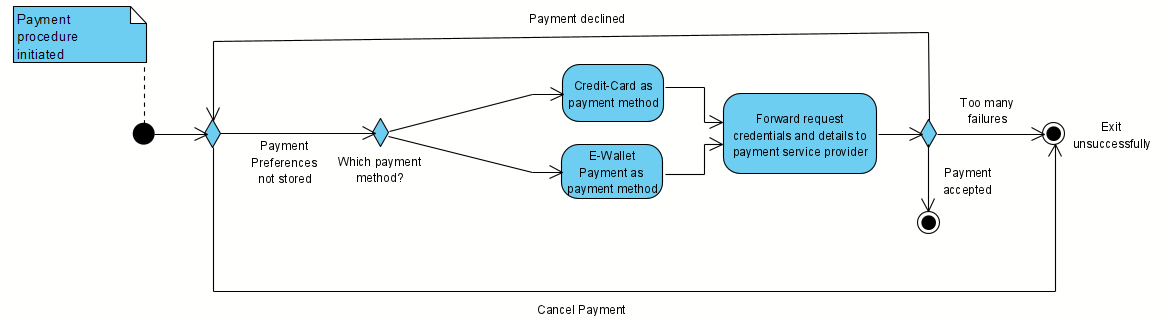 Payment
procedure
initiated
Payment declined
Payment
Preferences
not stored
Which payment
method?
Credit-Card as
payment method
E-Wallet
Payment as
payment method
Forward request
credentials and details to
payment service provider
Too many
failures
Exit
unsuccessfully
Payment
accepted
Cancel Payment